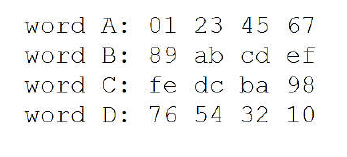 word A: 01 23 45 67
word B: 89 ab cd ef
word C: fe dc ba 98
word D: 76 54 32 10